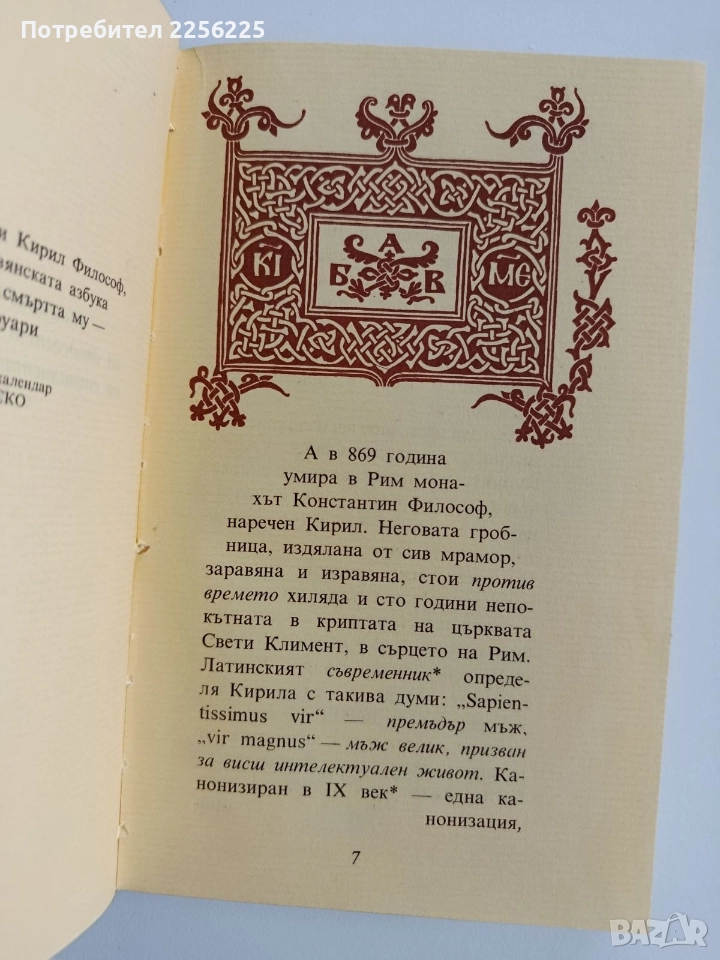 Потребител 2256225
и Кирил Философ,
вянската азбука
смъртта му —
уари
календар
СКО
А
Б В
А в 869 година
умира в Рим мона-
хът Константин Философ,
наречен Кирил. Неговата гроб-
ница, издялана от сив мрамор,
заравяна и изравяна, стои против
времето хиляда и сто години непо-
кътната в криптата на църквата
Свети Климент, в сърцето на Рим.
Латинският съвременник* опреде-
ля Кирила с такива думи: „Sapien-
tissimus vir“ — премъдър мъж,
„vir magnus“ — мъж велик, призван
за висш интелектуален живот. Ка-
нонизиран в IX век* — една ка-
нонизация,
7
BAZAR